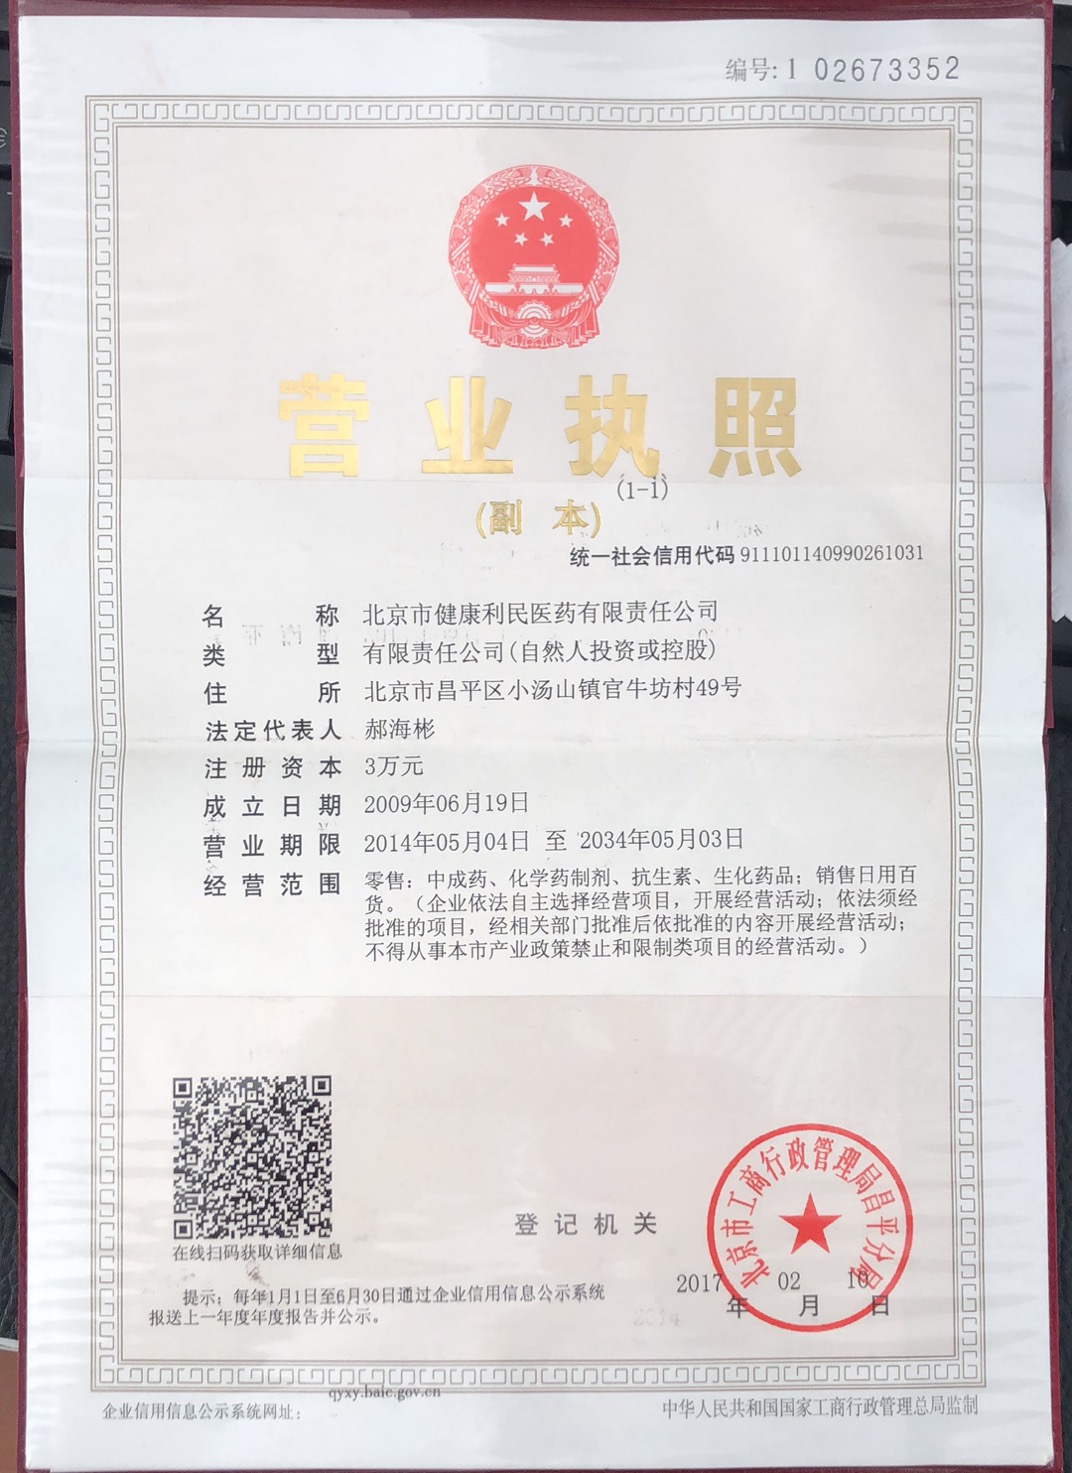 编号: 1 02673352
营业执照
(副 本)
(1-1)
统一社会信用代码 911101140990261031
名称 北京市健康利民医药有限责任公司
类型 有限责任公司(自然人投资或控股)
住所 北京市昌平区小汤山镇官牛坊村49号
法定代表人 郝海彬
注册资本 3万元
成立日期 2009年06月19日
营业期限 2014年05月04日 至 2034年05月03日
经营范围 零售：中成药、化学药制剂、抗生素、生化药品；销售日用百
货。（企业依法自主选择经营项目，开展经营活动；依法须经
批准的项目，经相关部门批准后依批准的内容开展经营活动；
不得从事本市产业政策禁止和限制类项目的经营活动。）
在线扫码获取详细信息
登记机关
北京市工商行政管理局昌平分局
2017年 02月 10日
提示：每年1月1日至6月30日通过企业信用信息公示系统
报送上一年度年度报告并公示。
qyxy.baic.gov.cn
企业信用信息公示系统网址：
中华人民共和国国家工商行政管理总局监制